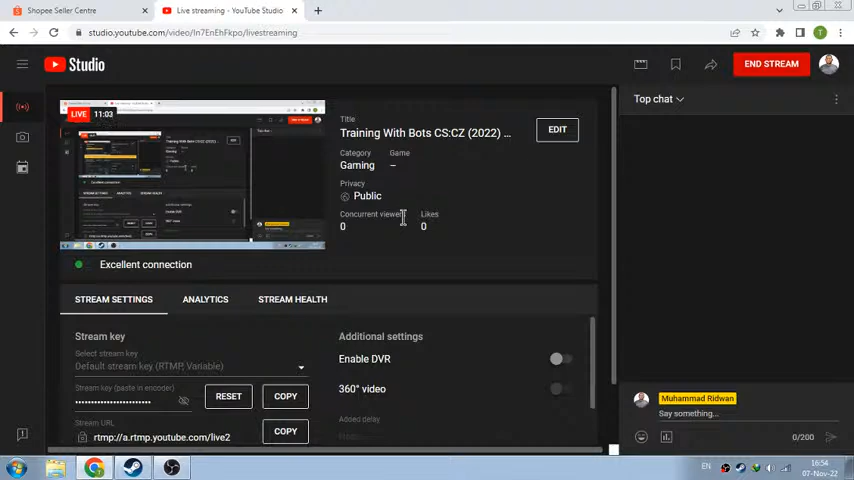 Shopee Seller Centre
Live streaming - YouTube Studio
studio.youtube.com/video/In7EnEhFkpo/livestreaming
T
Studio
END STREAM
LIVE 11:03
Title
Training With Bots CS:CZ (2022) ...
EDIT
Category
Game
Gaming
–
Privacy
Public
Concurrent viewers
Likes
0
0
Excellent connection
Top chat
STREAM SETTINGS
ANALYTICS
STREAM HEALTH
Stream key
Select stream key
Default stream key (RTMP, Variable)
Stream key (paste in encoder)
RESET
COPY
Stream URL
rtmp://a.rtmp.youtube.com/live2
COPY
Additional settings
Enable DVR
360° video
Added delay
Muhammad Ridwan
Say something...
0/200
EN
16:54
07-Nov-22